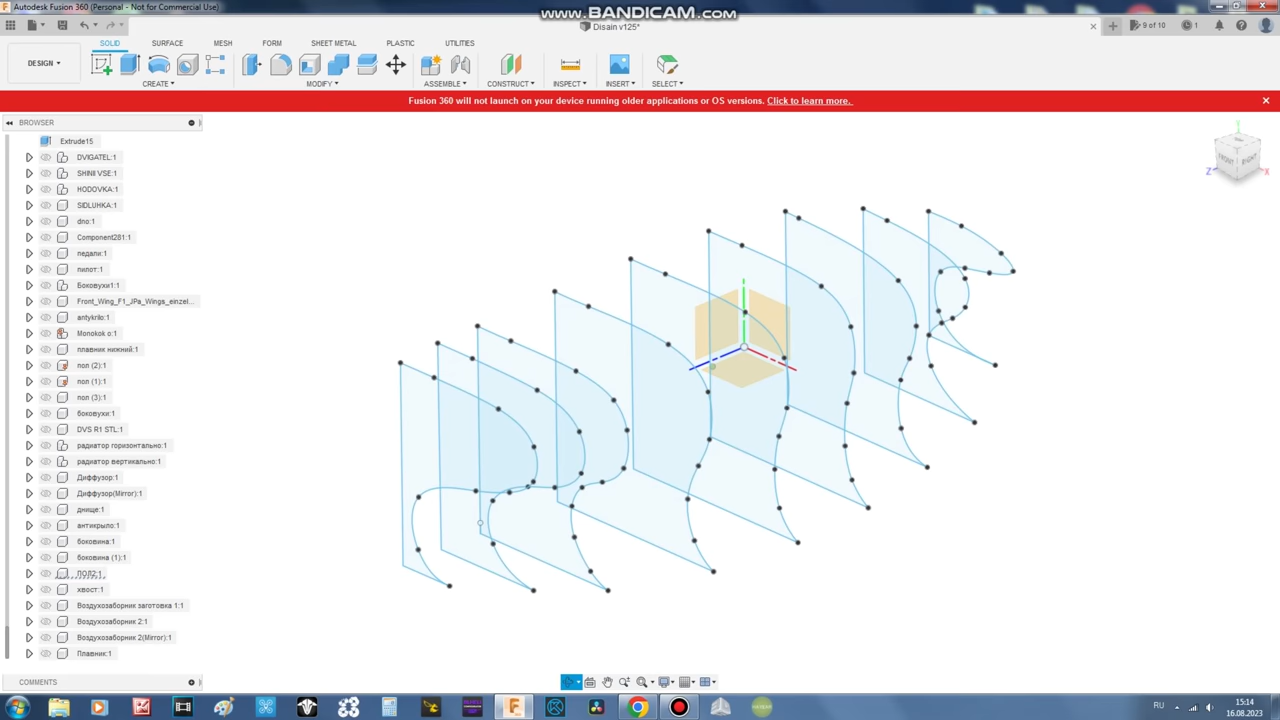 Autodesk Fusion 360 (Personal - Not for Commercial Use)
www.BANDICAM.com
Disain v125*
9 of 10
1
DESIGN
SOLID
SURFACE
MESH
FORM
SHEET METAL
PLASTIC
UTILITIES
CREATE
MODIFY
ASSEMBLE
CONSTRUCT
INSPECT
INSERT
SELECT
Fusion 360 will not launch on your device running older applications or OS versions. Click to learn more.
BROWSER
Extrude15
DVIGATEL:1
SHINII VSE:1
HODOVKA:1
SIDLUHKA:1
dno:1
Component281:1
педали:1
пилот:1
Боковухи1:1
Front_Wing_F1_JPa_Wings_einzel...
antykrilo:1
Monokok o:1
плавник нижний:1
пол (2):1
пол (1):1
пол (3):1
боковухи:1
DVS R1 STL:1
радиатор горизонтально:1
радиатор вертикально:1
Диффузор:1
Диффузор(Mirror):1
днище:1
антикрыло:1
боковина:1
боковина (1):1
ПОЛ2:1
хвост:1
Воздухозаборник заготовка 1:1
Воздухозаборник 2:1
Воздухозаборник 2(Mirror):1
Плавник:1
Y
FRONT
RIGHT
Z
X
COMMENTS
RU
15:14
16.08.2023